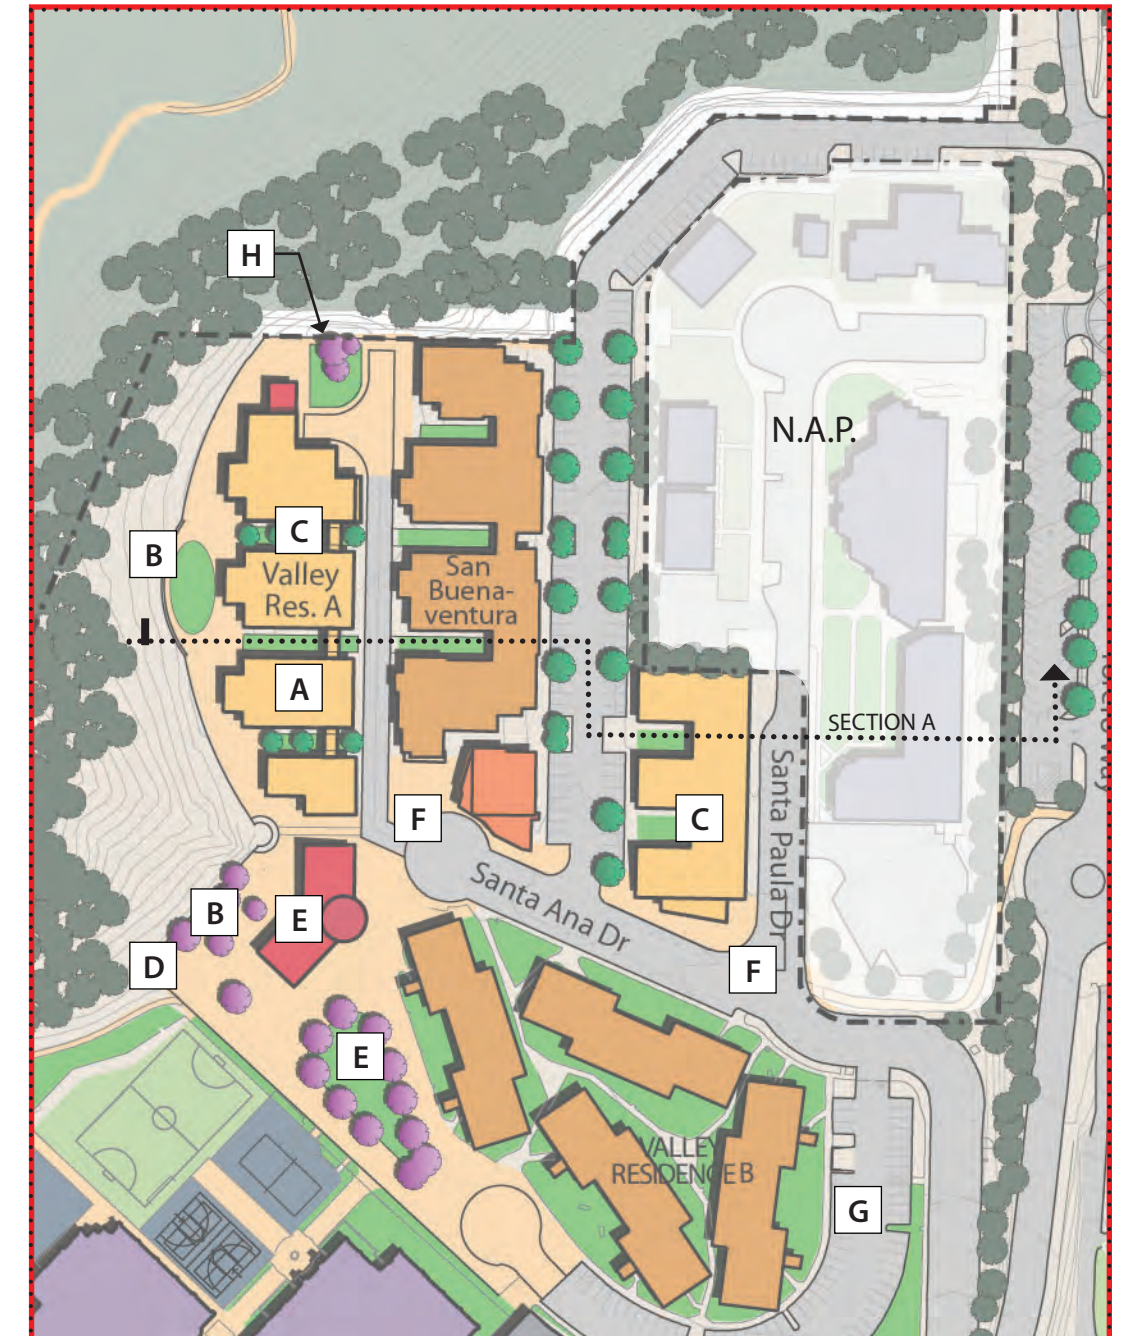 H
N.A.P.
C
B
Valley
Res. A
San
Buena-
ventura
A
SECTION A
Santa Paula Dr
F
C
Santa Ana Dr
B
E
D
F
E
VALLEY
RESIDENCE B
G